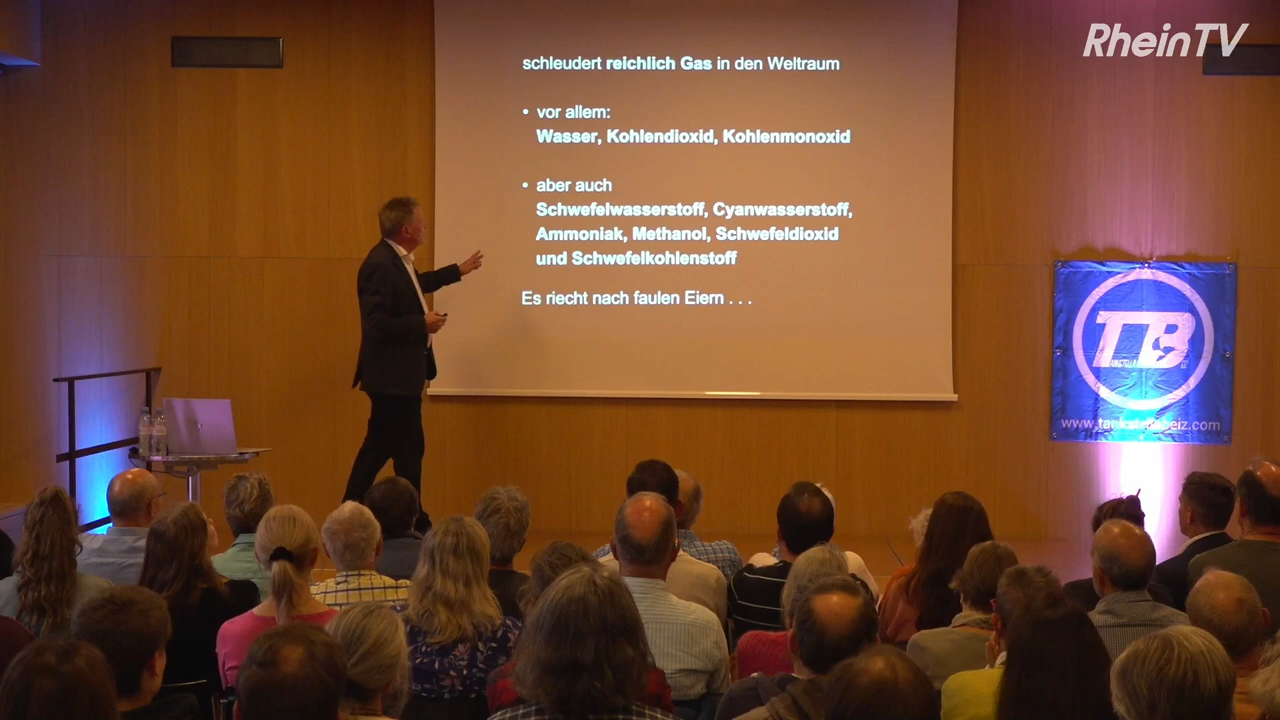 RheinTV
schleudert reichlich Gas in den Weltraum
• vor allem:
Wasser, Kohlendioxid, Kohlenmonoxid
• aber auch
Schwefelwasserstoff, Cyanwasserstoff,
Ammoniak, Methanol, Schwefeldioxid
und Schwefelkohlenstoff
Es riecht nach faulen Eiern . . .
TB